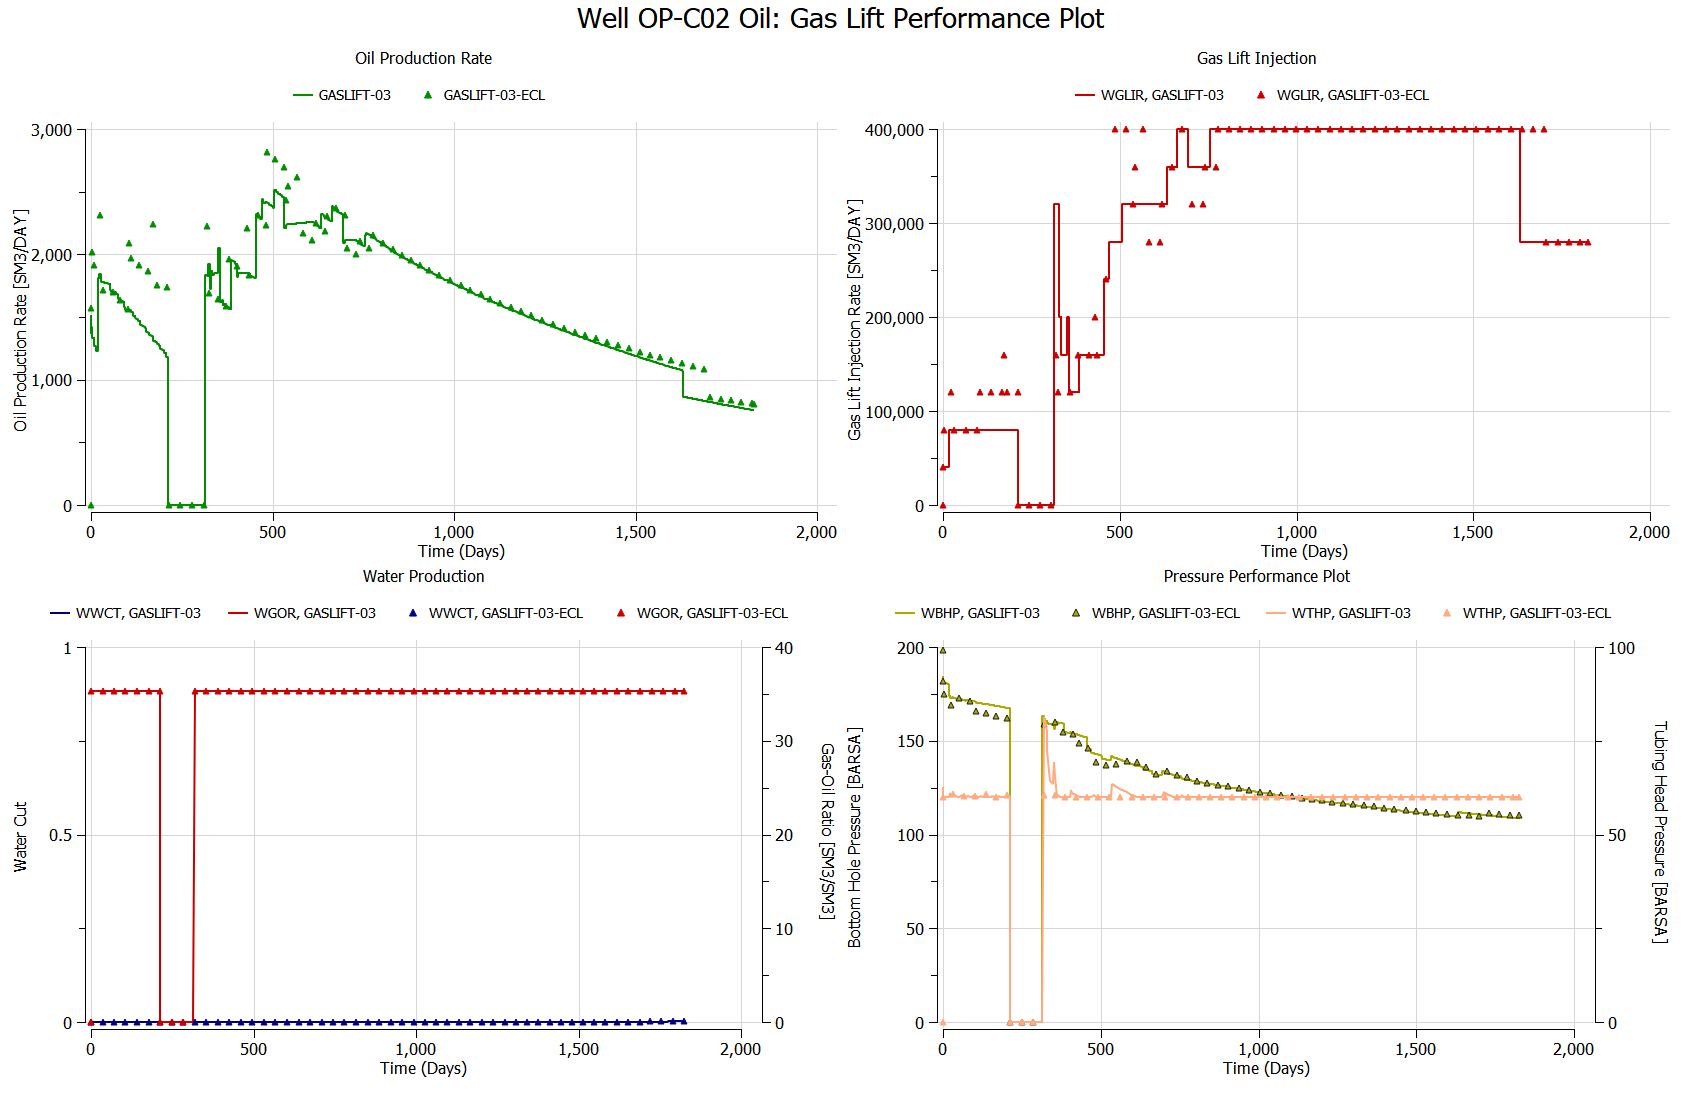 Well OP-C02 Oil: Gas Lift Performance Plot
Oil Production Rate
GASLIFT-03
GASLIFT-03-ECL
Oil Production Rate [SM3/DAY]
3,000
2,000
1,000
0
0
500
1,000
1,500
2,000
Time (Days)
Gas Lift Injection
WGLIR, GASLIFT-03
WGLIR, GASLIFT-03-ECL
Gas Lift Injection Rate [SM3/DAY]
400,000
300,000
200,000
100,000
0
0
500
1,000
1,500
2,000
Time (Days)
Water Production
WWCT, GASLIFT-03
WGOR, GASLIFT-03
WWCT, GASLIFT-03-ECL
WGOR, GASLIFT-03-ECL
Water Cut
1
0.5
0
40
30
20
10
0
Gas-Oil Ratio [SM3/SM3]
0
500
1,000
1,500
2,000
Time (Days)
Pressure Performance Plot
WBHP, GASLIFT-03
WBHP, GASLIFT-03-ECL
WTHP, GASLIFT-03
WTHP, GASLIFT-03-ECL
Bottom Hole Pressure [BARSA]
200
150
100
50
0
100
50
0
Tubing Head Pressure [BARSA]
0
500
1,000
1,500
2,000
Time (Days)